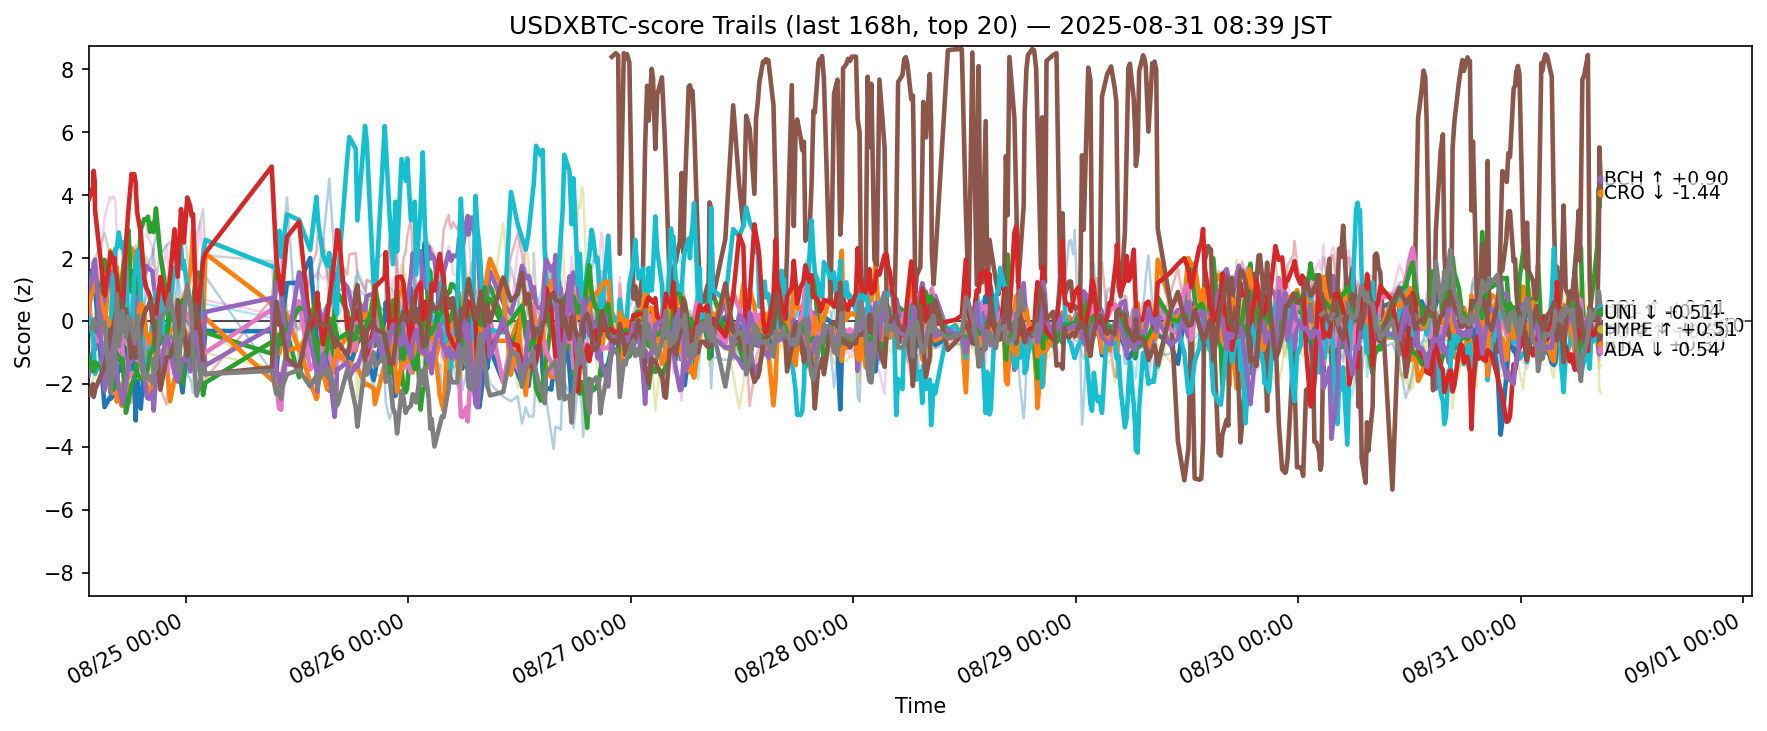 USDXBTC-score Trails (last 168h, top 20) — 2025-08-31 08:39 JST
Score (z)
8
6
4
2
0
−2
−4
−6
−8
BCH ↑ +0.90
CRO ↓ -1.44
UNI ↓ -0.51
HYPE ↑ +0.51
ADA ↓ -0.54
08/25 00:00
08/26 00:00
08/27 00:00
08/28 00:00
08/29 00:00
08/30 00:00
08/31 00:00
09/01 00:00
Time